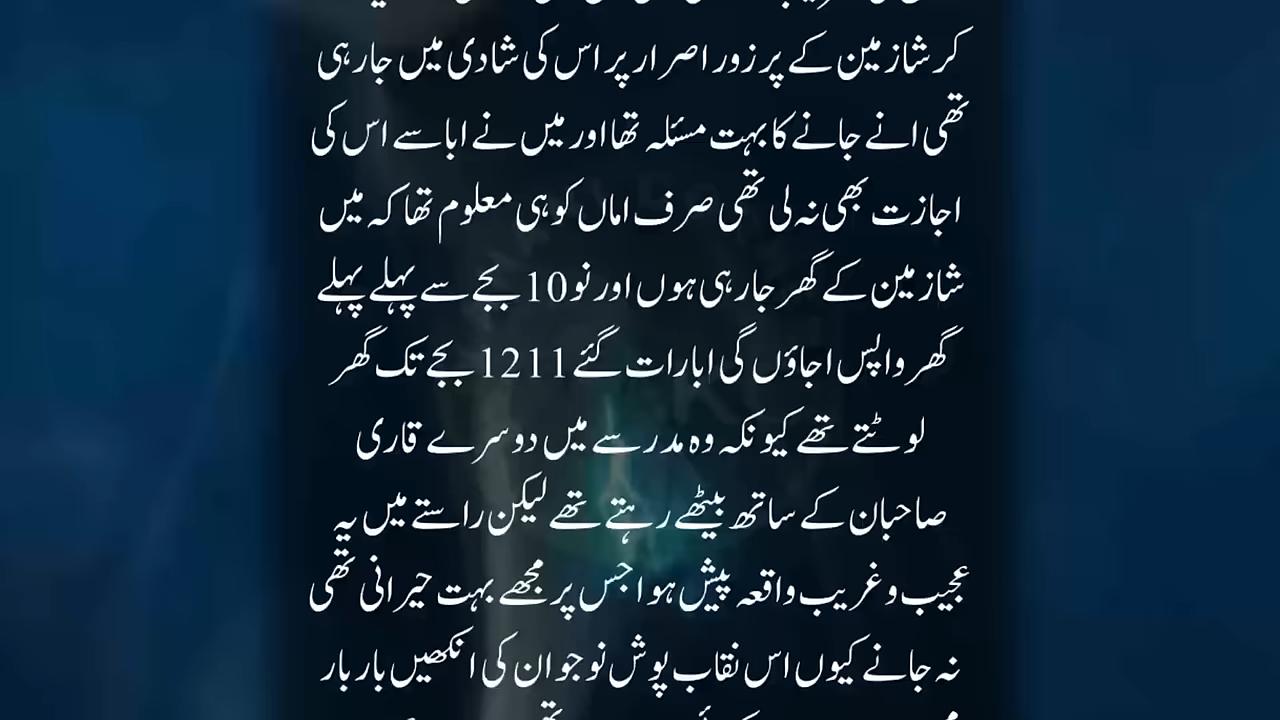 کر شازمین کے پر زور اصرار پر اس کی شادی میں جا رہی
تھی انے جانے کا بہت مسئلہ تھا اور میں نے ابا سے اس کی
اجازت بھی نہ لی تھی صرف اماں کو ہی معلوم تھا کہ میں
شازمین کے گھر جا رہی ہوں اور نو 10 بجے سے پہلے پہلے
گھر واپس اجاؤں گی ابا رات گئے 1211 بجے تک گھر
لوٹتے تھے کیونکہ وہ مدرسے میں دوسرے قاری
صاحبان کے ساتھ بیٹھے رہتے تھے لیکن راستے میں یہ
عجیب و غریب واقعہ پیش ہوا جس پر مجھے بہت حیرانی تھی
نہ جانے کیوں اس نقاب پوش نوجوان کی انکھیں بار بار